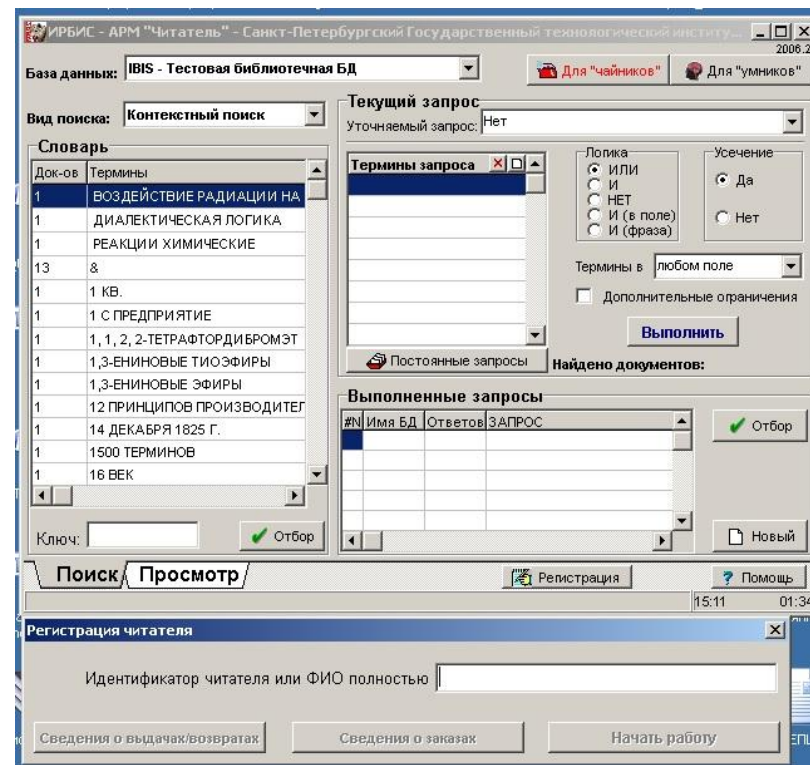 ИРБИС - АРМ "Читатель" - Санкт-Петербургский Государственный технологический институ...
2006.2
База данных: IBIS - Тестовая библиотечная БД
Для "чайников"
Для "умников"
Вид поиска: Контекстный поиск
Текущий запрос
Уточняемый запрос: Нет
Словарь
Док-ов Термины
1 ВОЗДЕЙСТВИЕ РАДИАЦИИ НА
1 ДИАЛЕКТИЧЕСКАЯ ЛОГИКА
1 РЕАКЦИИ ХИМИЧЕСКИЕ
13 &
1 1 КВ.
1 1 С ПРЕДПРИЯТИЕ
1 1, 1, 2, 2-ТЕТРАФТОРДИБРОМЭТ
1 1,3-ЕНИНОВЫЕ ТИОЭФИРЫ
1 1,3-ЕНИНОВЫЕ ЭФИРЫ
1 12 ПРИНЦИПОВ ПРОИЗВОДИТЕЛ
1 14 ДЕКАБРЯ 1825 Г.
1 1500 ТЕРМИНОВ
1 16 ВЕК
Ключ:
Отбор
Термины запроса
Логика
ИЛИ
И
НЕТ
И (в поле)
И (фраза)
Усечение
Да
Нет
Термины в любом поле
Дополнительные ограничения
Выполнить
Постоянные запросы
Найдено документов:
Выполненные запросы
#N Имя БД Ответов ЗАПРОС
Отбор
Новый
Поиск Просмотр
Регистрация
Помощь
15:11 01:34
Регистрация читателя
Идентификатор читателя или ФИО полностью
Сведения о выдачах/возвратах
Сведения о заказах
Начать работу